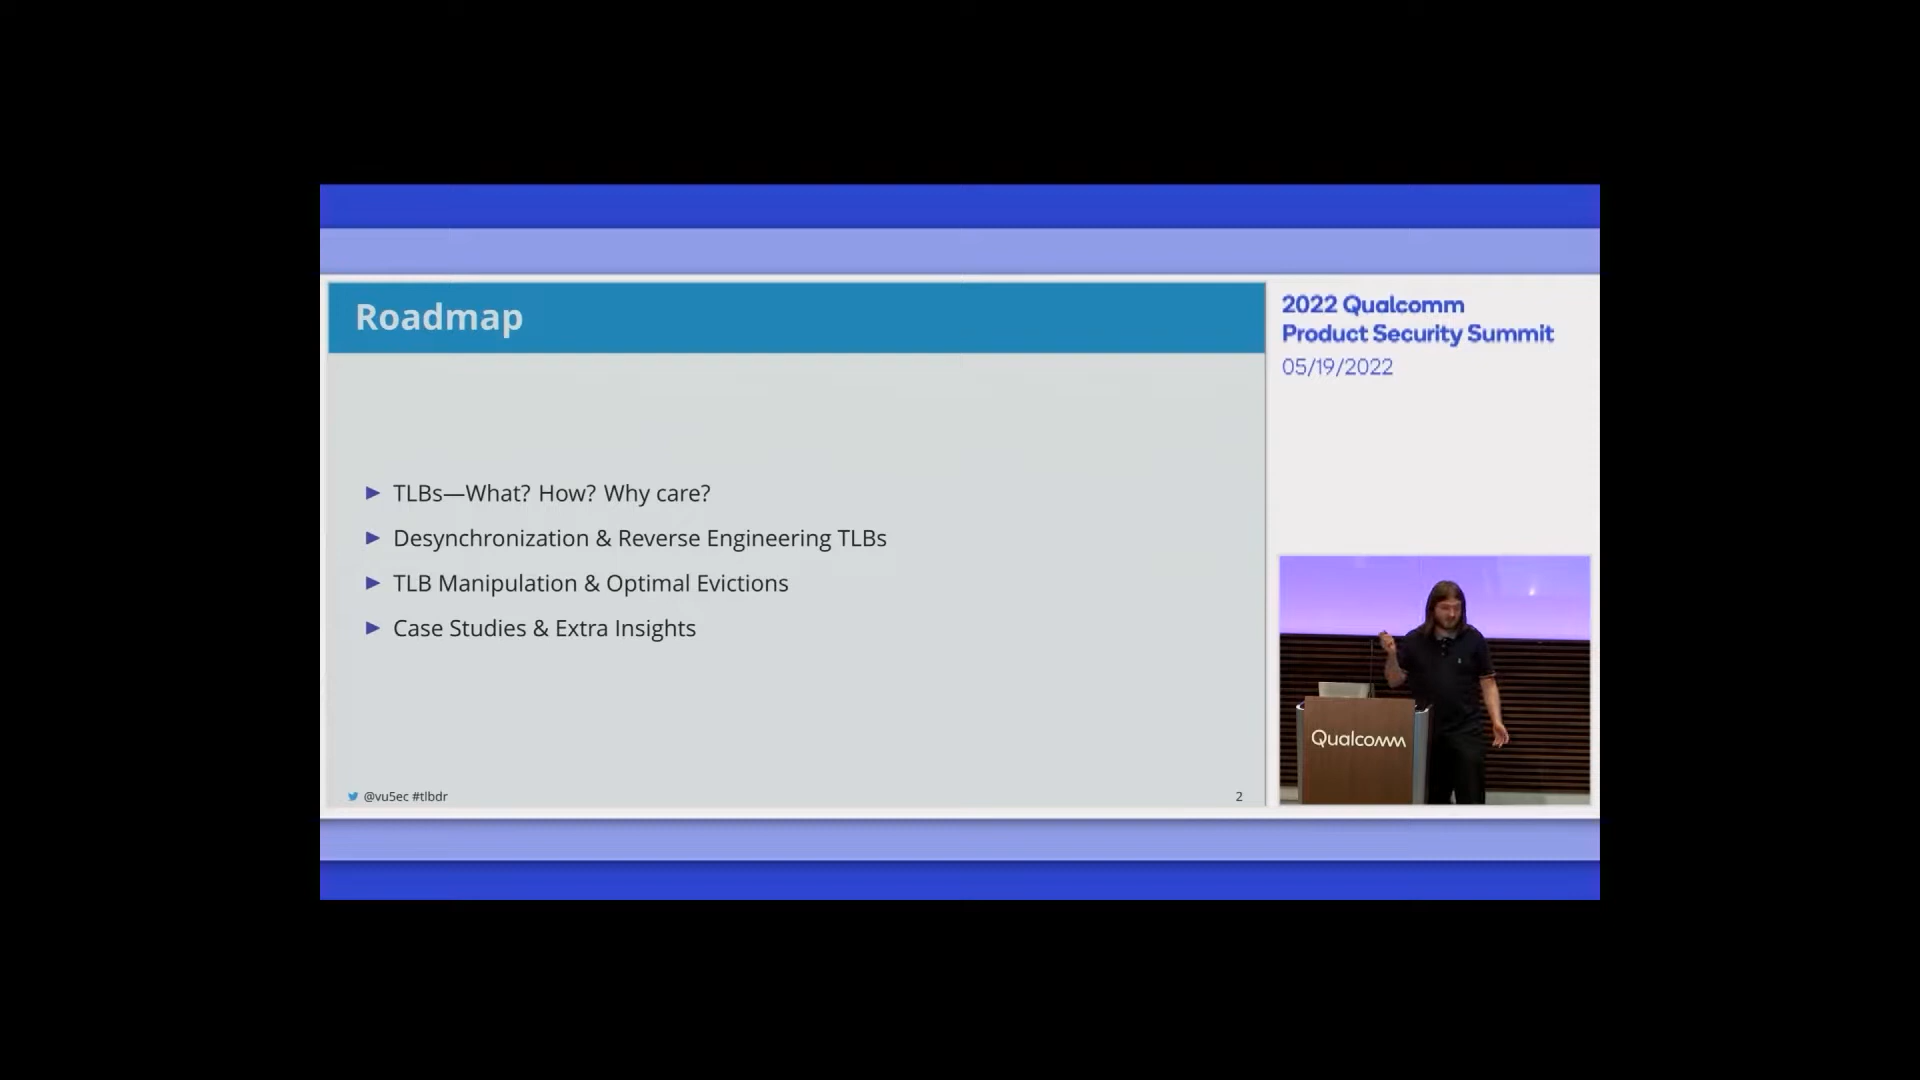 Roadmap
► TLBs—What? How? Why care?
► Desynchronization & Reverse Engineering TLBs
► TLB Manipulation & Optimal Evictions
► Case Studies & Extra Insights
@vu5ec #tlbdr
2
2022 Qualcomm
Product Security Summit
05/19/2022
Qualcomm